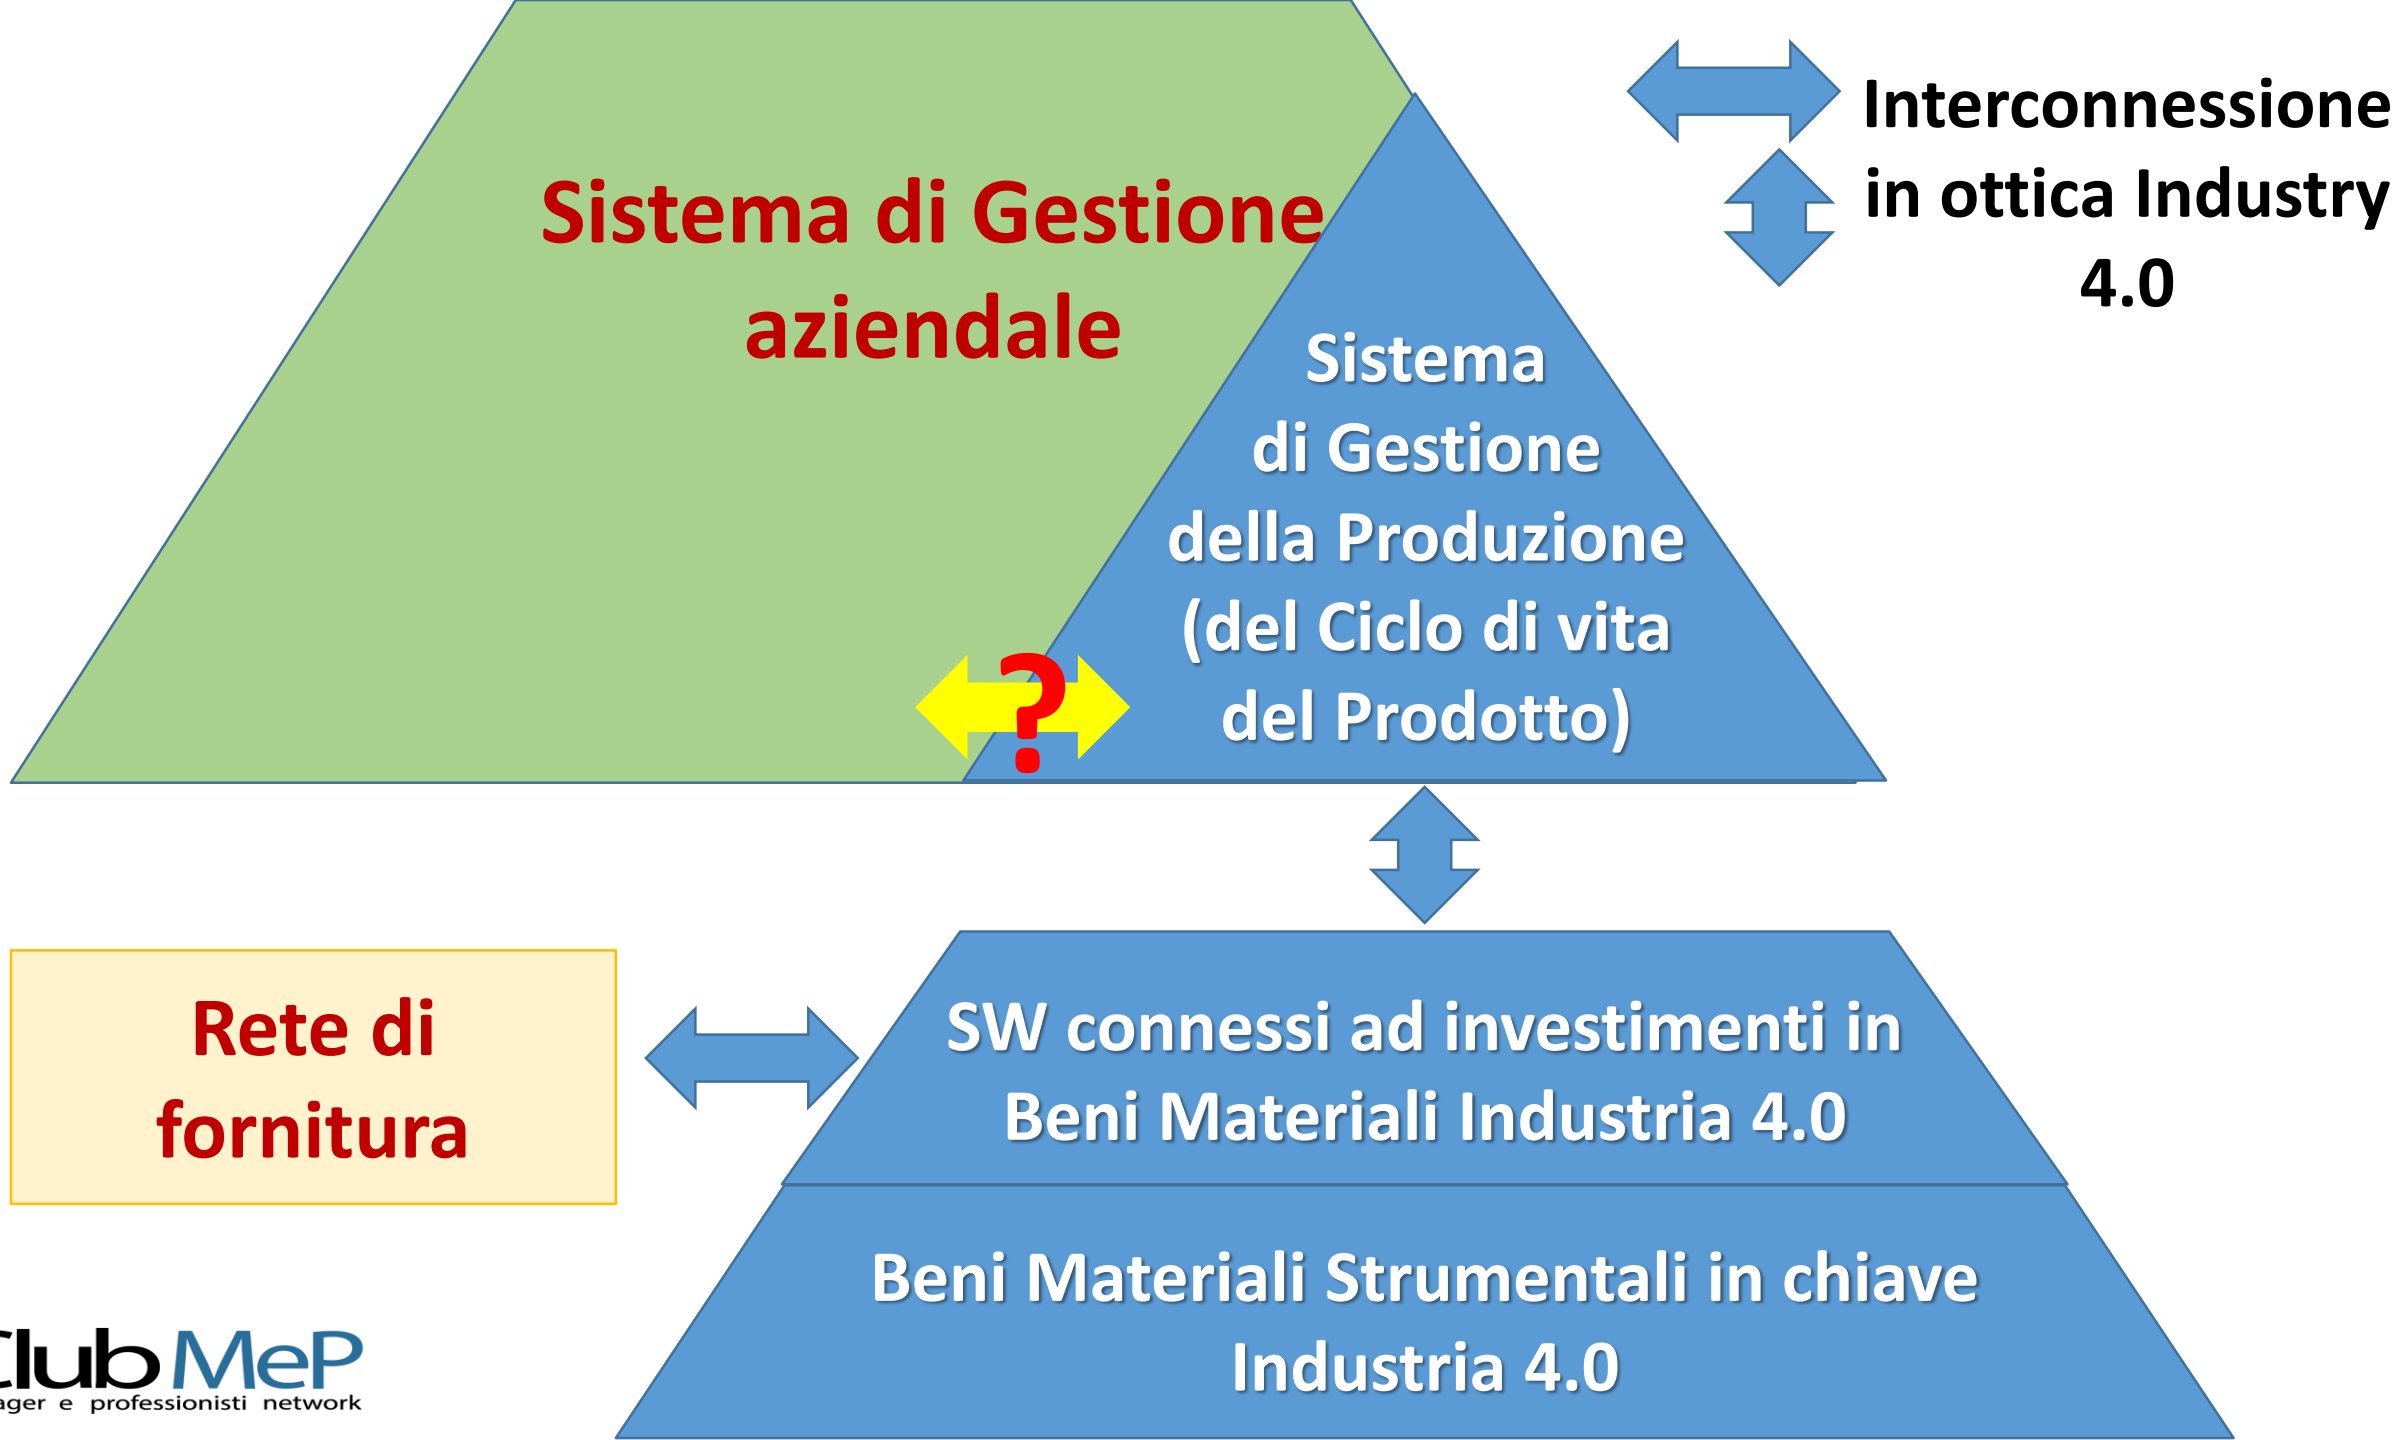 Interconnessione
in ottica Industry
4.0
Sistema di Gestione
aziendale
Sistema
di Gestione
della Produzione
(del Ciclo di vita
del Prodotto)
?
Rete di
fornitura
SW connessi ad investimenti in
Beni Materiali Industria 4.0
Beni Materiali Strumentali in chiave
Industria 4.0
Club MeP
ager e professionisti network